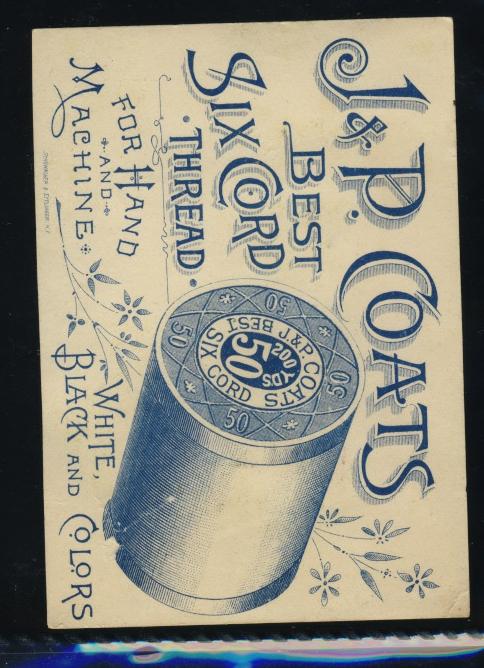 J. & P. COATS
BEST
SIX CORD
• THREAD •
FOR HAND
AND
MACHINE
WHITE,
BLACK AND COLORS
J. & P. COATS
BEST SIX CORD
200
YDS
50
50
50
50
50